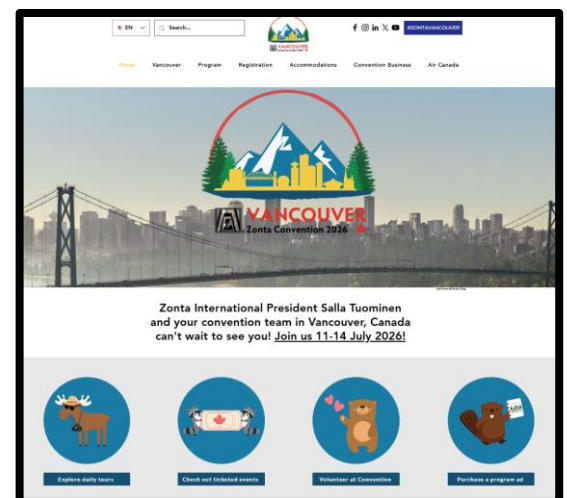 EN
Search...
VANCOUVER
#ZONTAVANCOUVER
Home Vancouver Program Registration Accommodations Convention Business Air Canada
VANCOUVER
Zonta Convention 2026
Zonta International President Salla Tuominen
and your convention team in Vancouver, Canada
can't wait to see you! Join us 11-14 July 2026!
Explore daily tours
Check out ticketed events
Volunteer at Convention
Purchase a program ad